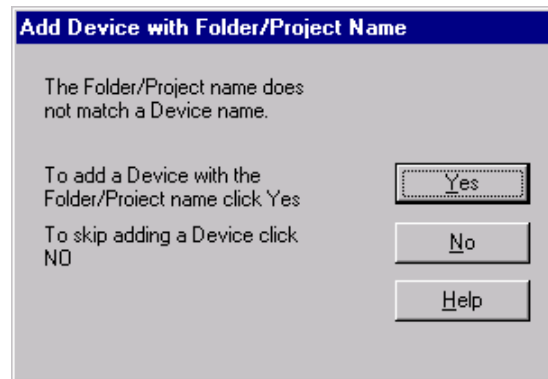 Add Device with Folder/Project Name
The Folder/Project name does
not match a Device name.
To add a Device with the
Folder/Project name click Yes
Yes
To skip adding a Device click
NO
No
Help